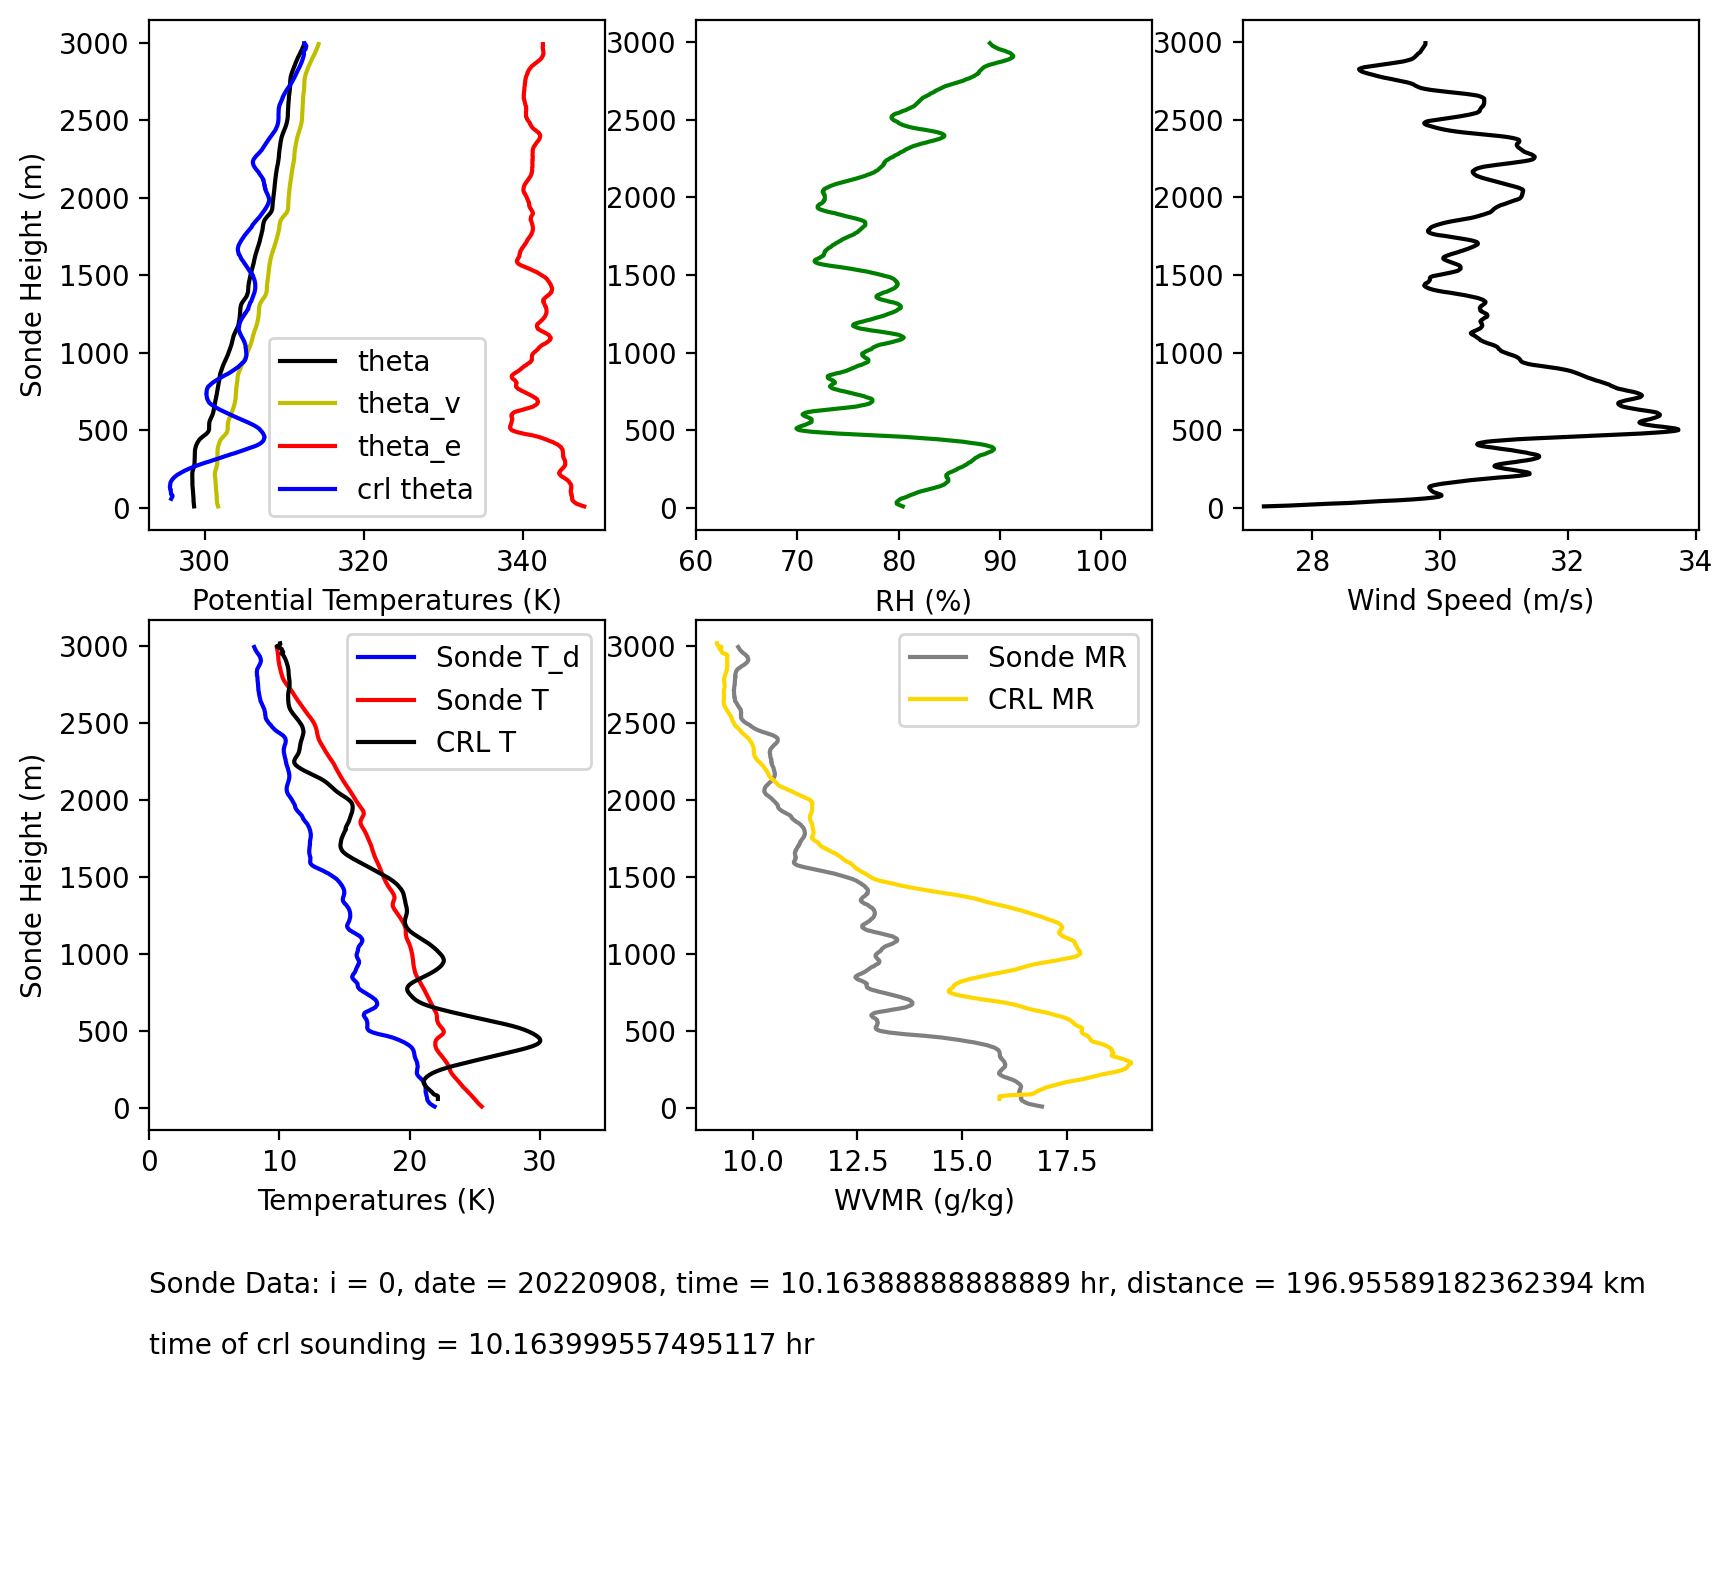 3000
2500
2000
1500
1000
500
0
Sonde Height (m)
theta
theta_v
theta_e
crl theta
300 320 340
Potential Temperatures (K)
3000
2500
2000
1500
1000
500
0
60 70 80 90 100
RH (%)
3000
2500
2000
1500
1000
500
0
28 30 32 34
Wind Speed (m/s)
3000
2500
2000
1500
1000
500
0
Sonde Height (m)
Sonde T_d
Sonde T
CRL T
0 10 20 30
Temperatures (K)
3000
2500
2000
1500
1000
500
0
Sonde MR
CRL MR
10.0 12.5 15.0 17.5
WVMR (g/kg)
Sonde Data: i = 0, date = 20220908, time = 10.16388888888889 hr, distance = 196.95589182362394 km
time of crl sounding = 10.163999557495117 hr